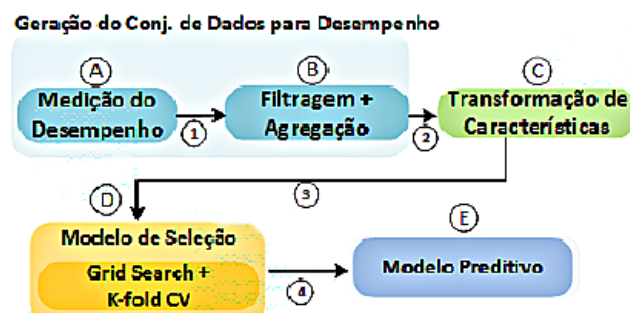 Geração do Conj. de Dados para Desempenho
A
Medição do
Desempenho
1
B
Filtragem +
Agregação
2
C
Transformação de
Características
3
D
Modelo de Seleção
Grid Search +
K-fold CV
4
E
Modelo Preditivo